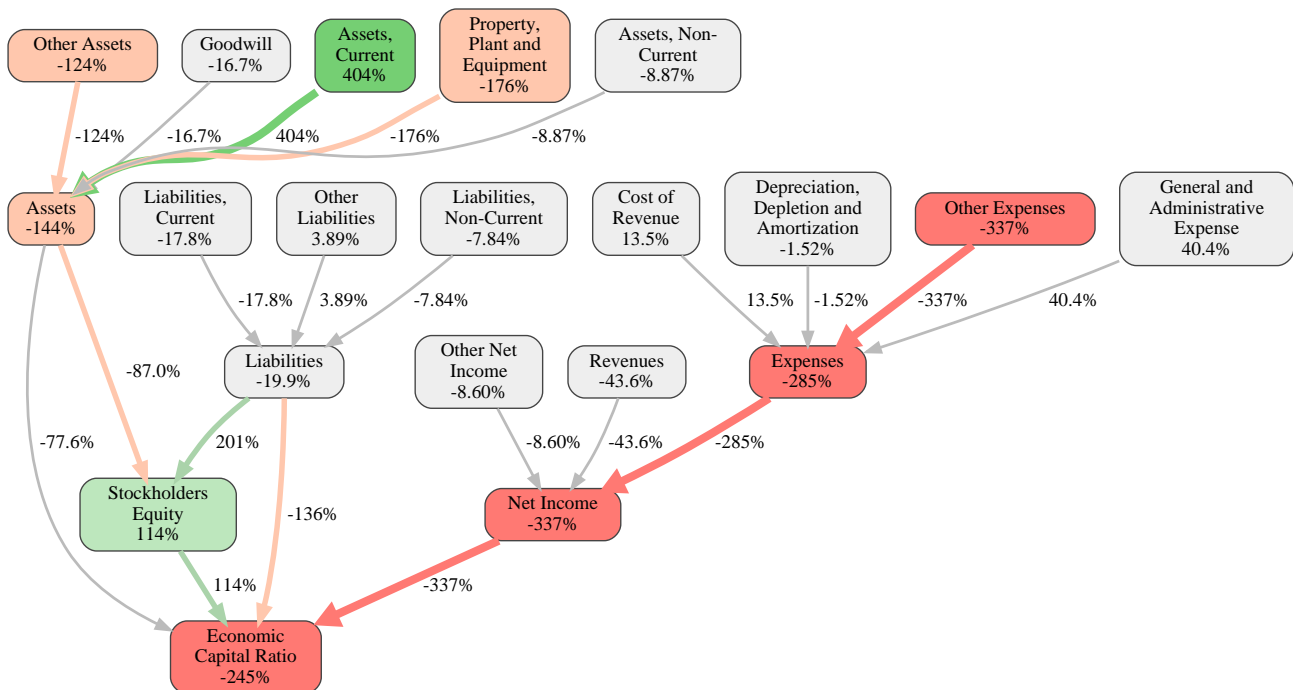 Other Assets
-124%
Goodwill
-16.7%
Assets,
Current
404%
Property,
Plant and
Equipment
-176%
Assets, Non-
Current
-8.87%
-124%
-16.7%
404%
-176%
-8.87%
Assets
-144%
Liabilities,
Current
-17.8%
Other
Liabilities
3.89%
Liabilities,
Non-Current
-7.84%
Cost of
Revenue
13.5%
Depreciation,
Depletion and
Amortization
-1.52%
Other Expenses
-337%
General and
Administrative
Expense
40.4%
-17.8%
3.89%
-7.84%
13.5%
-1.52%
-337%
40.4%
Liabilities
-19.9%
Other Net
Income
-8.60%
Revenues
-43.6%
Expenses
-285%
-87.0%
-77.6%
201%
-8.60%
-43.6%
-285%
Stockholders
Equity
114%
-136%
Net Income
-337%
114%
-337%
Economic
Capital Ratio
-245%